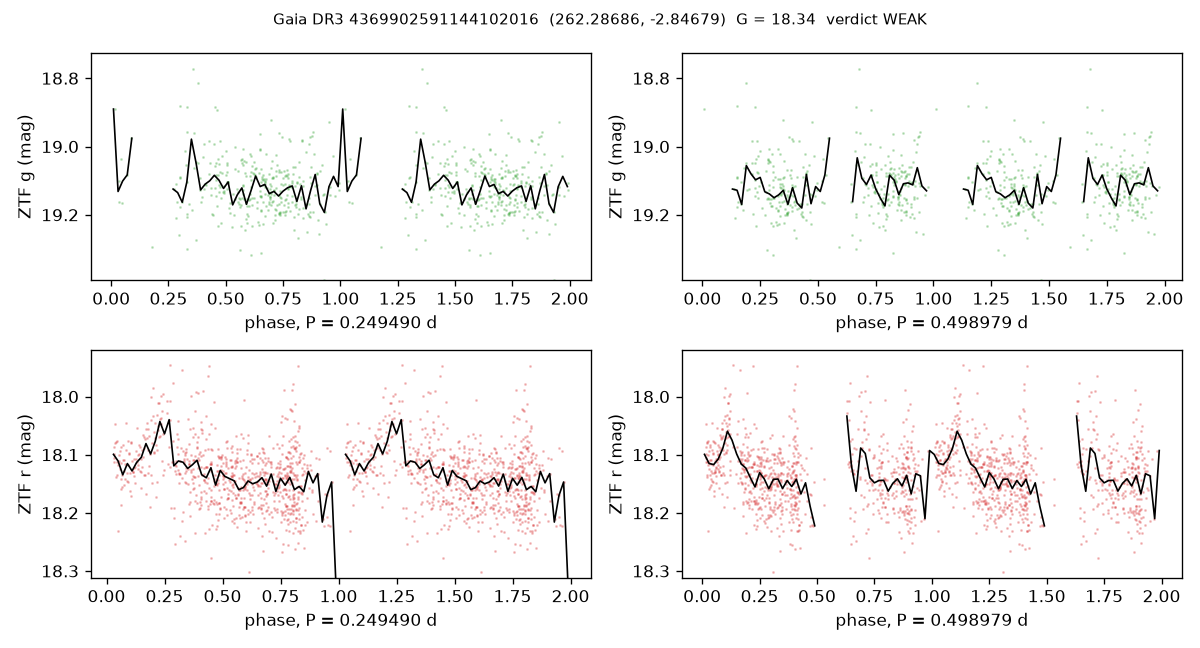 Gaia DR3 4369902591144102016  (262.28686, -2.84679)  G = 18.34  verdict WEAK
ZTF g (mag)
18.8
19.0
19.2
0.00 0.25 0.50 0.75 1.00 1.25 1.50 1.75 2.00
phase, P = 0.249490 d
ZTF g (mag)
18.8
19.0
19.2
0.00 0.25 0.50 0.75 1.00 1.25 1.50 1.75 2.00
phase, P = 0.498979 d
ZTF r (mag)
18.0
18.1
18.2
18.3
0.00 0.25 0.50 0.75 1.00 1.25 1.50 1.75 2.00
phase, P = 0.249490 d
ZTF r (mag)
18.0
18.1
18.2
18.3
0.00 0.25 0.50 0.75 1.00 1.25 1.50 1.75 2.00
phase, P = 0.498979 d